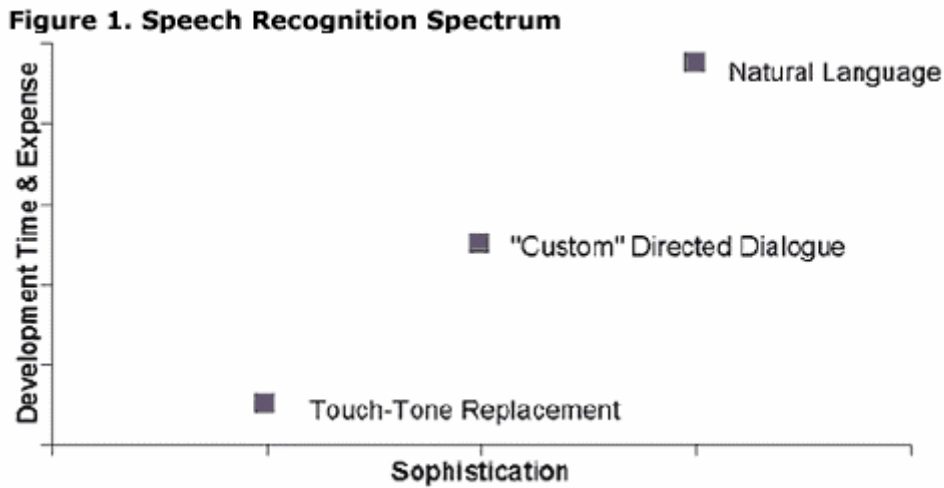 Figure 1. Speech Recognition Spectrum
Development Time & Expense
Natural Language
"Custom" Directed Dialogue
Touch-Tone Replacement
Sophistication